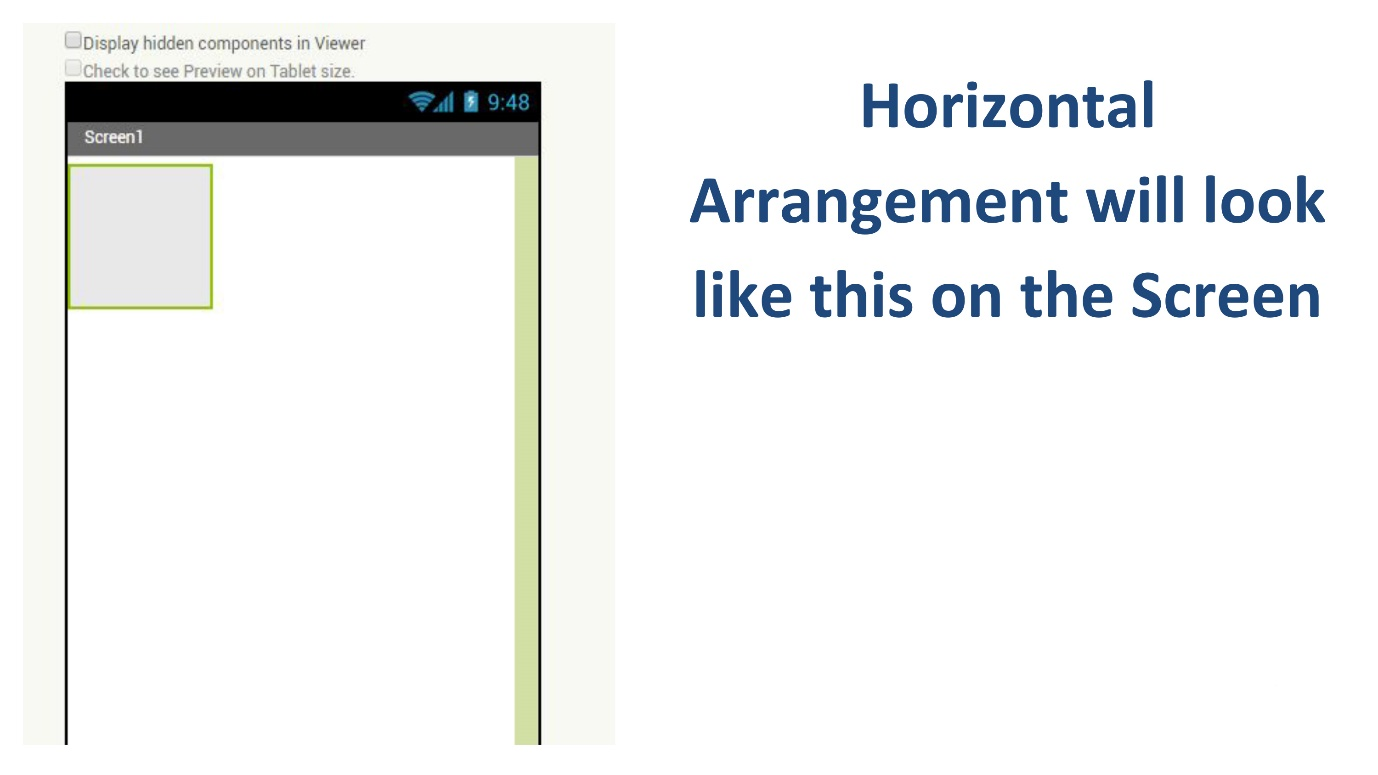 Display hidden components in Viewer
Check to see Preview on Tablet size.
9:48
Screen1
Horizontal
Arrangement will look
like this on the Screen